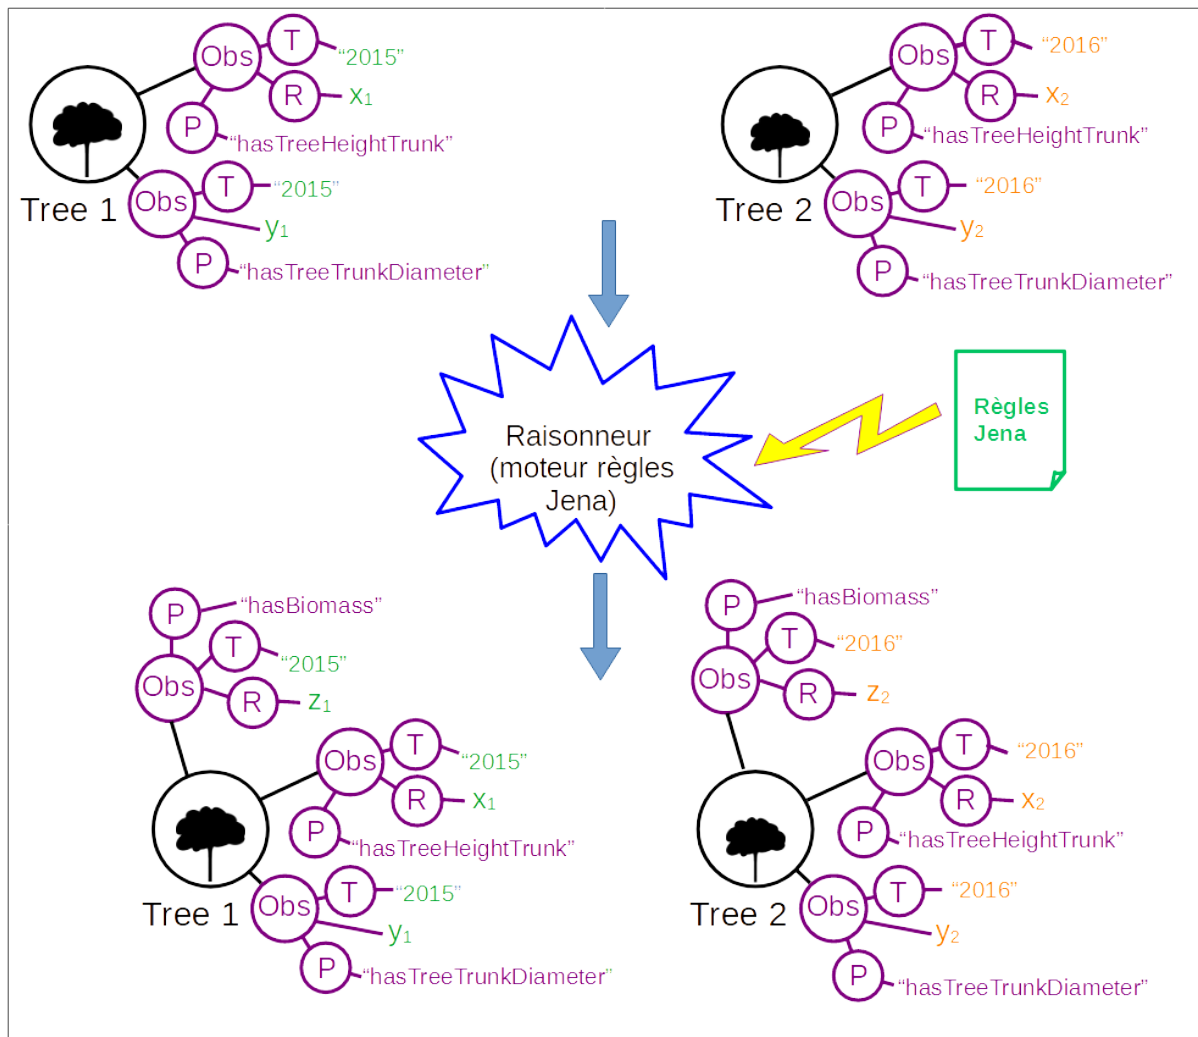 Obs
T
“2015”
R
x1
P
“hasTreeHeightTrunk”
Obs
T
“2015”
y1
P
“hasTreeTrunkDiameter”
Tree 1
Obs
T
“2016”
R
x2
P
“hasTreeHeightTrunk”
Obs
T
“2016”
y2
P
“hasTreeTrunkDiameter”
Tree 2
Raisonneur
(moteur règles
Jena)
Règles
Jena
P
“hasBiomass”
T
“2015”
Obs
R
z1
Obs
T
“2015”
R
x1
P
“hasTreeHeightTrunk”
Obs
T
“2015”
y1
P
“hasTreeTrunkDiameter”
Tree 1
P
“hasBiomass”
T
“2016”
Obs
R
z2
Obs
T
“2016”
R
x2
P
“hasTreeHeightTrunk”
Obs
T
“2016”
y2
P
“hasTreeTrunkDiameter”
Tree 2